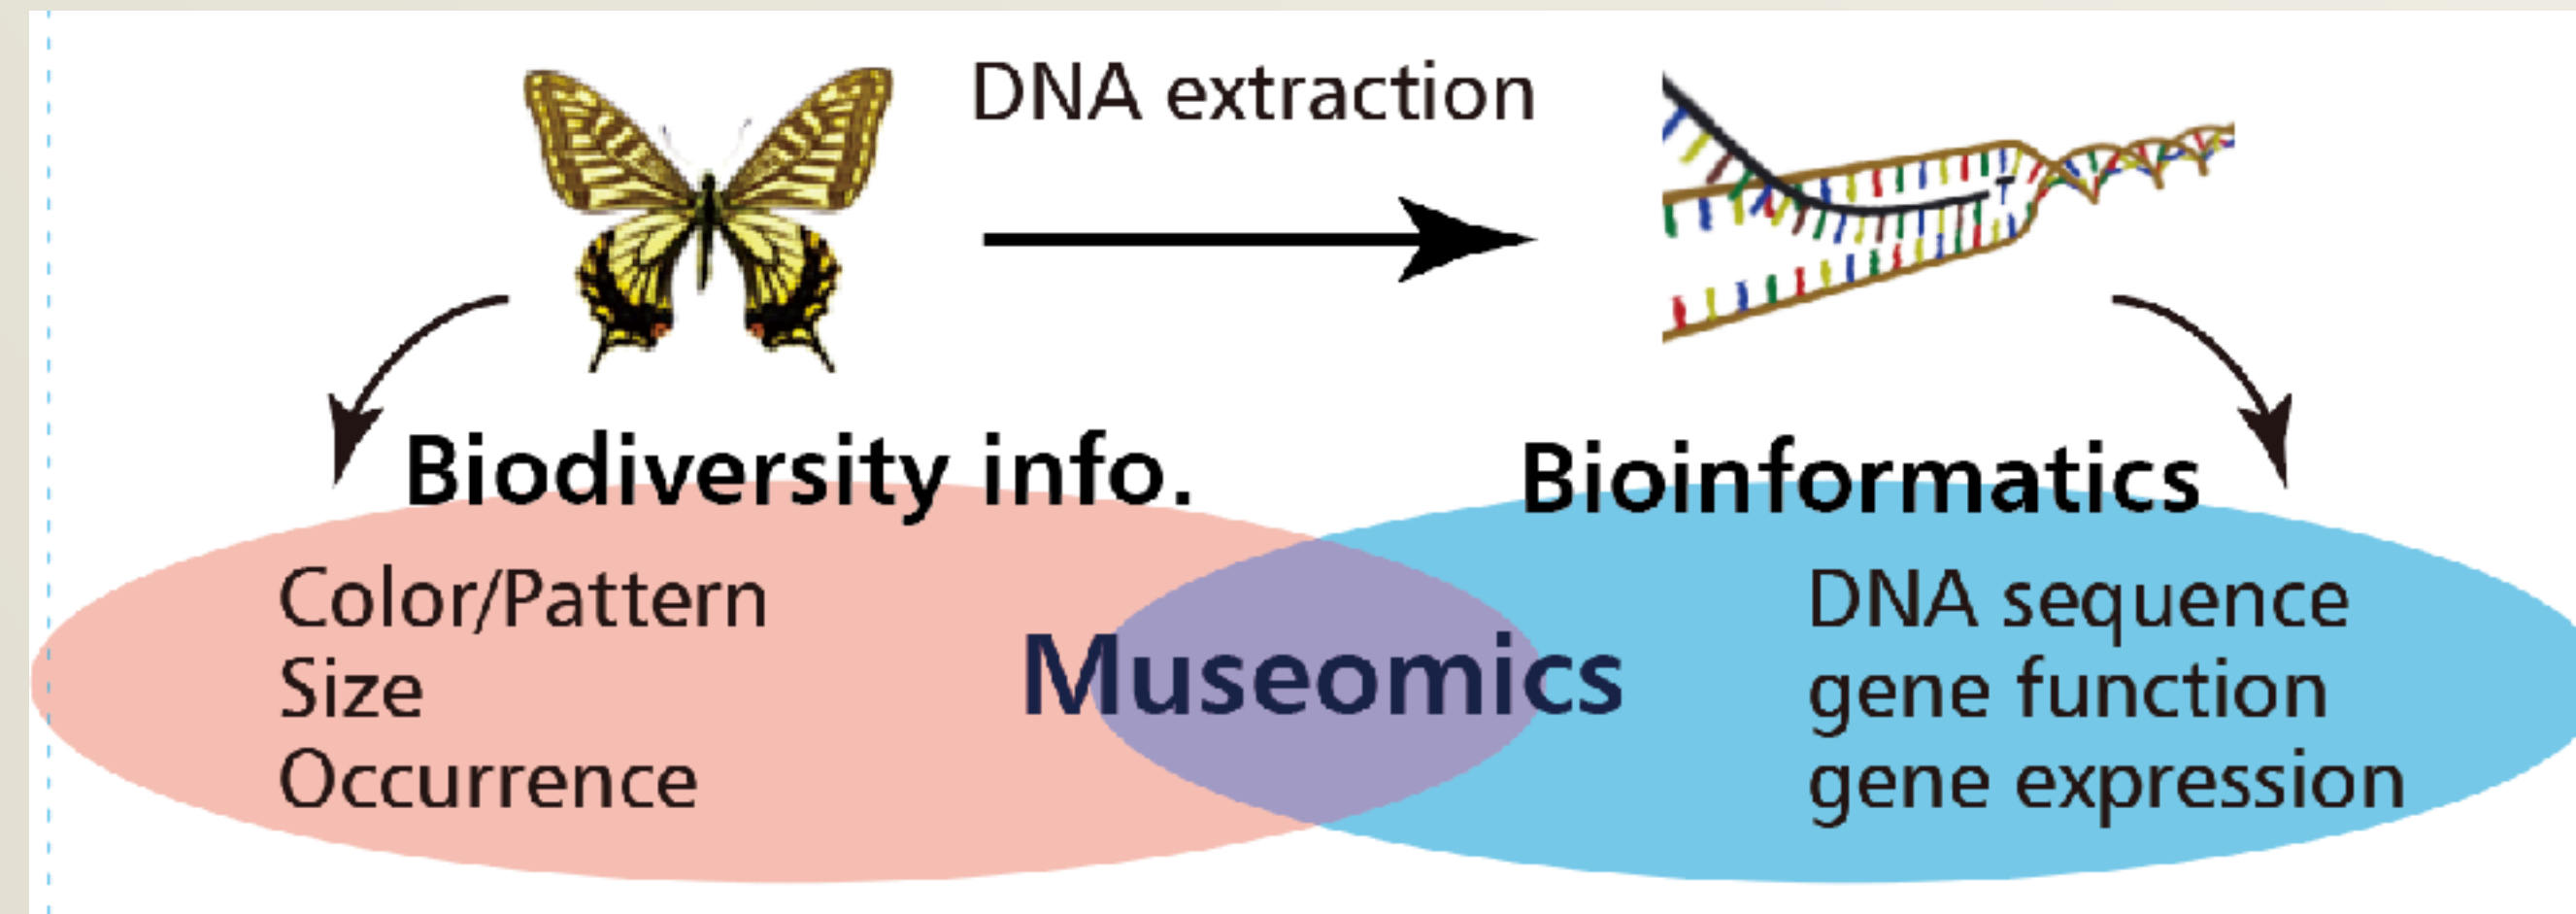 DNA extraction
Biodiversity info.
Color/Pattern
Size
Occurrence
Museomics
Bioinformatics
DNA sequence
gene function
gene expression